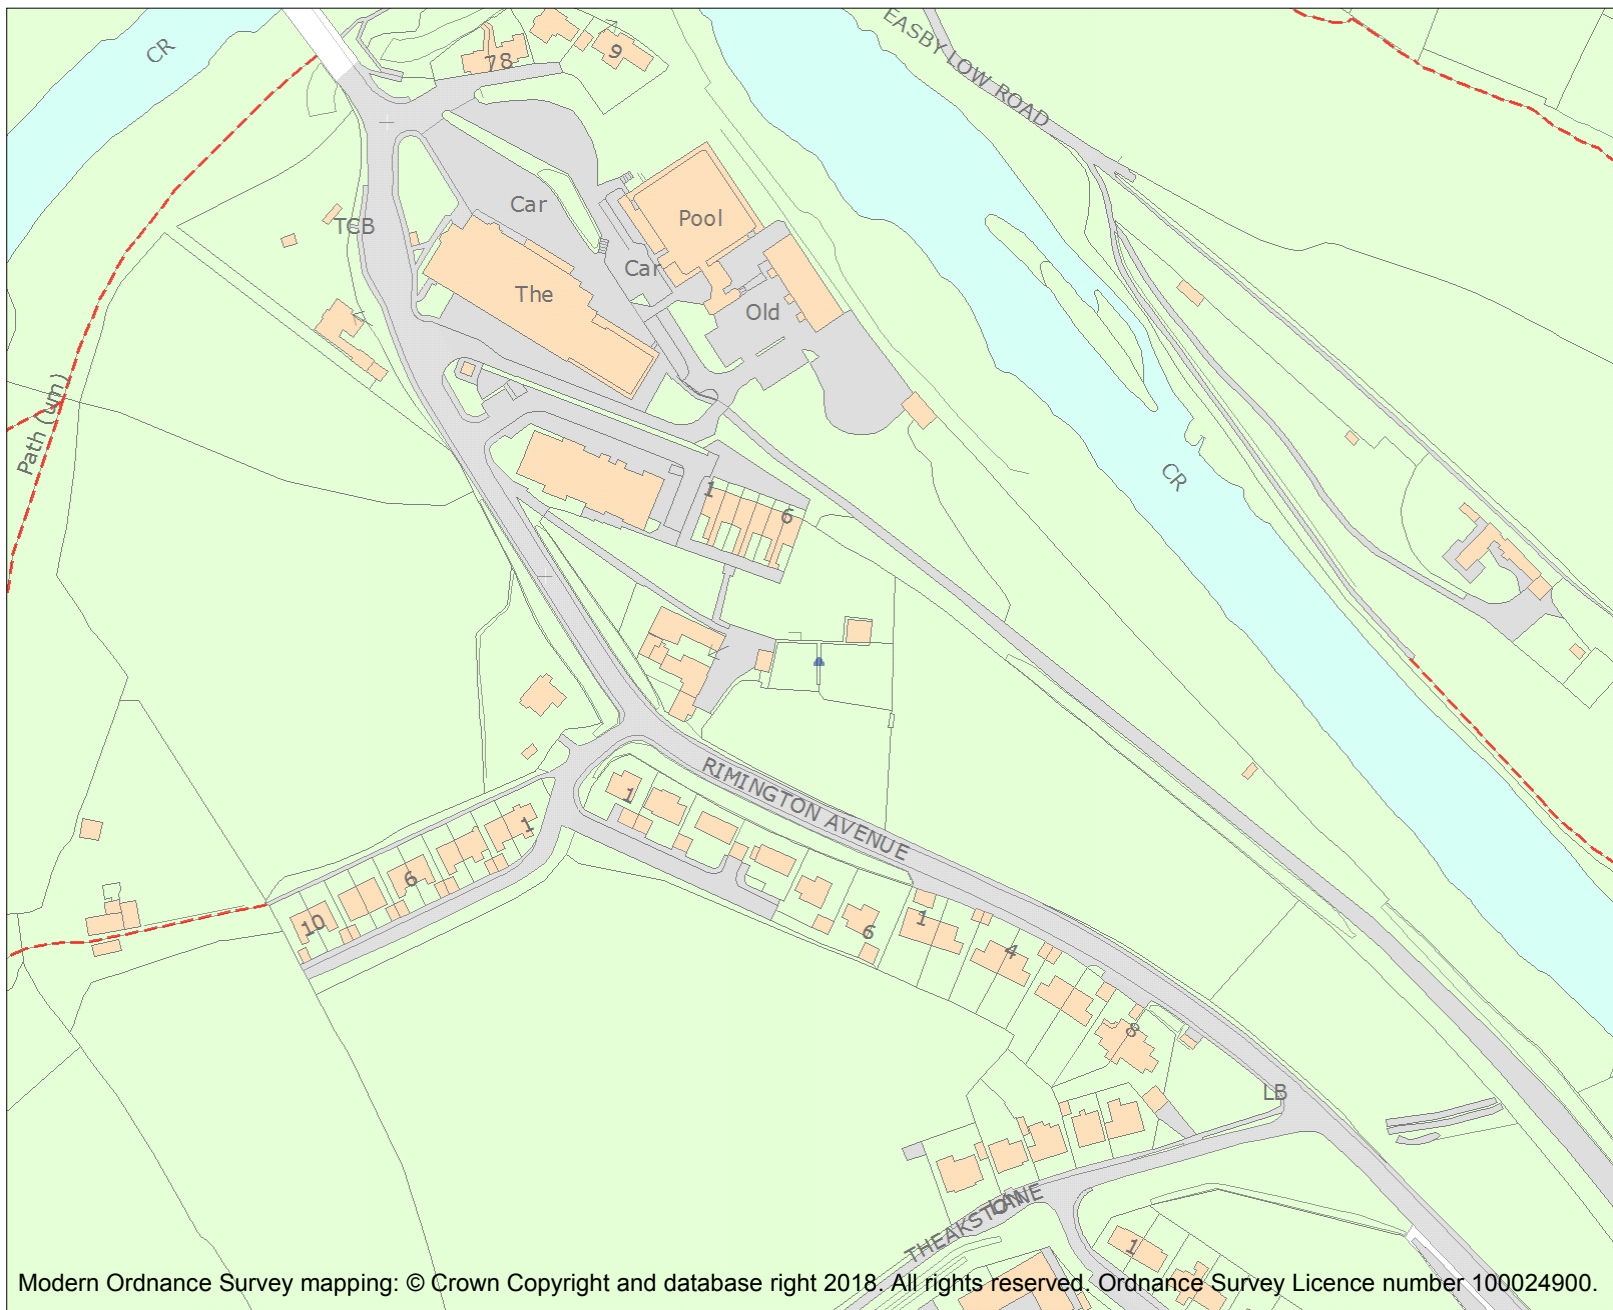 CR
78
9
EASBY LOW ROAD
Car
Pool
TCB
Car
The
Old
Path (um)
CR
1
6
RIMINGTON AVENUE
1
1
6
10
1
6
4
8
LB
THEAKSTON
LANE
1
Modern Ordnance Survey mapping: © Crown Copyright and database right 2018. All rights reserved. Ordnance Survey Licence number 100024900.